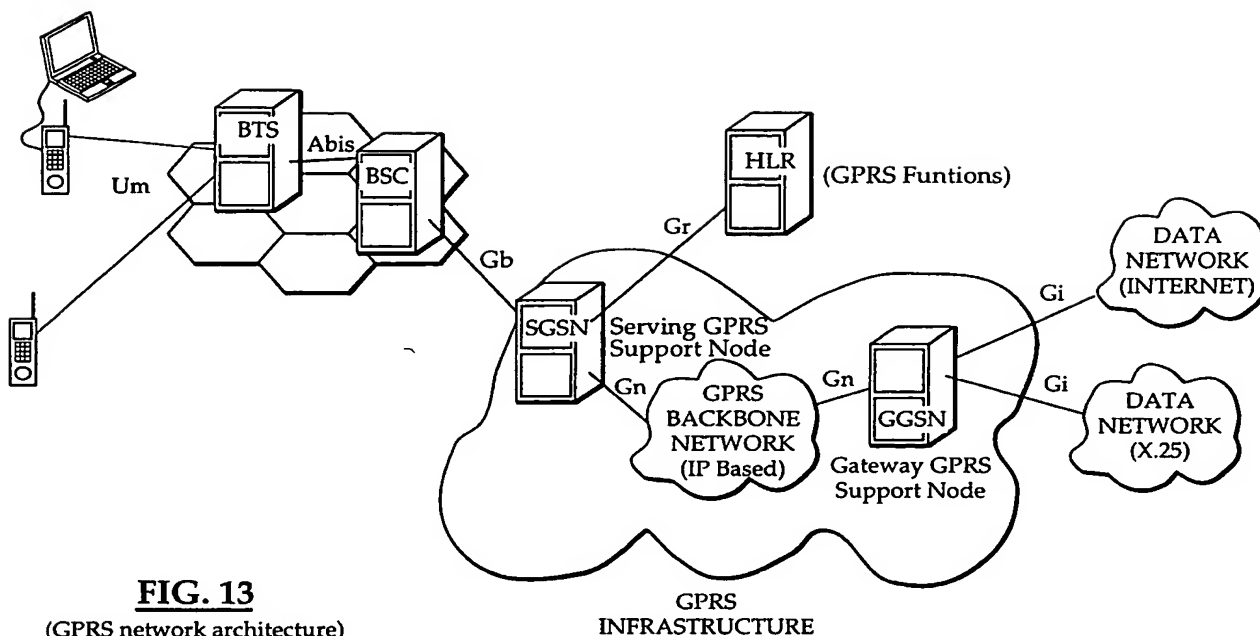 BTS
Abis
BSC
Um
HLR
(GPRS Funtions)
Gr
Gb
DATA
NETWORK
(INTERNET)
Gi
SGSN
Serving GPRS
Support Node
Gn
GPRS
BACKBONE
NETWORK
(IP Based)
Gn
GGSN
Gateway GPRS
Support Node
Gi
DATA
NETWORK
(X.25)
FIG. 13
(GPRS network architecture)
GPRS
INFRASTRUCTURE